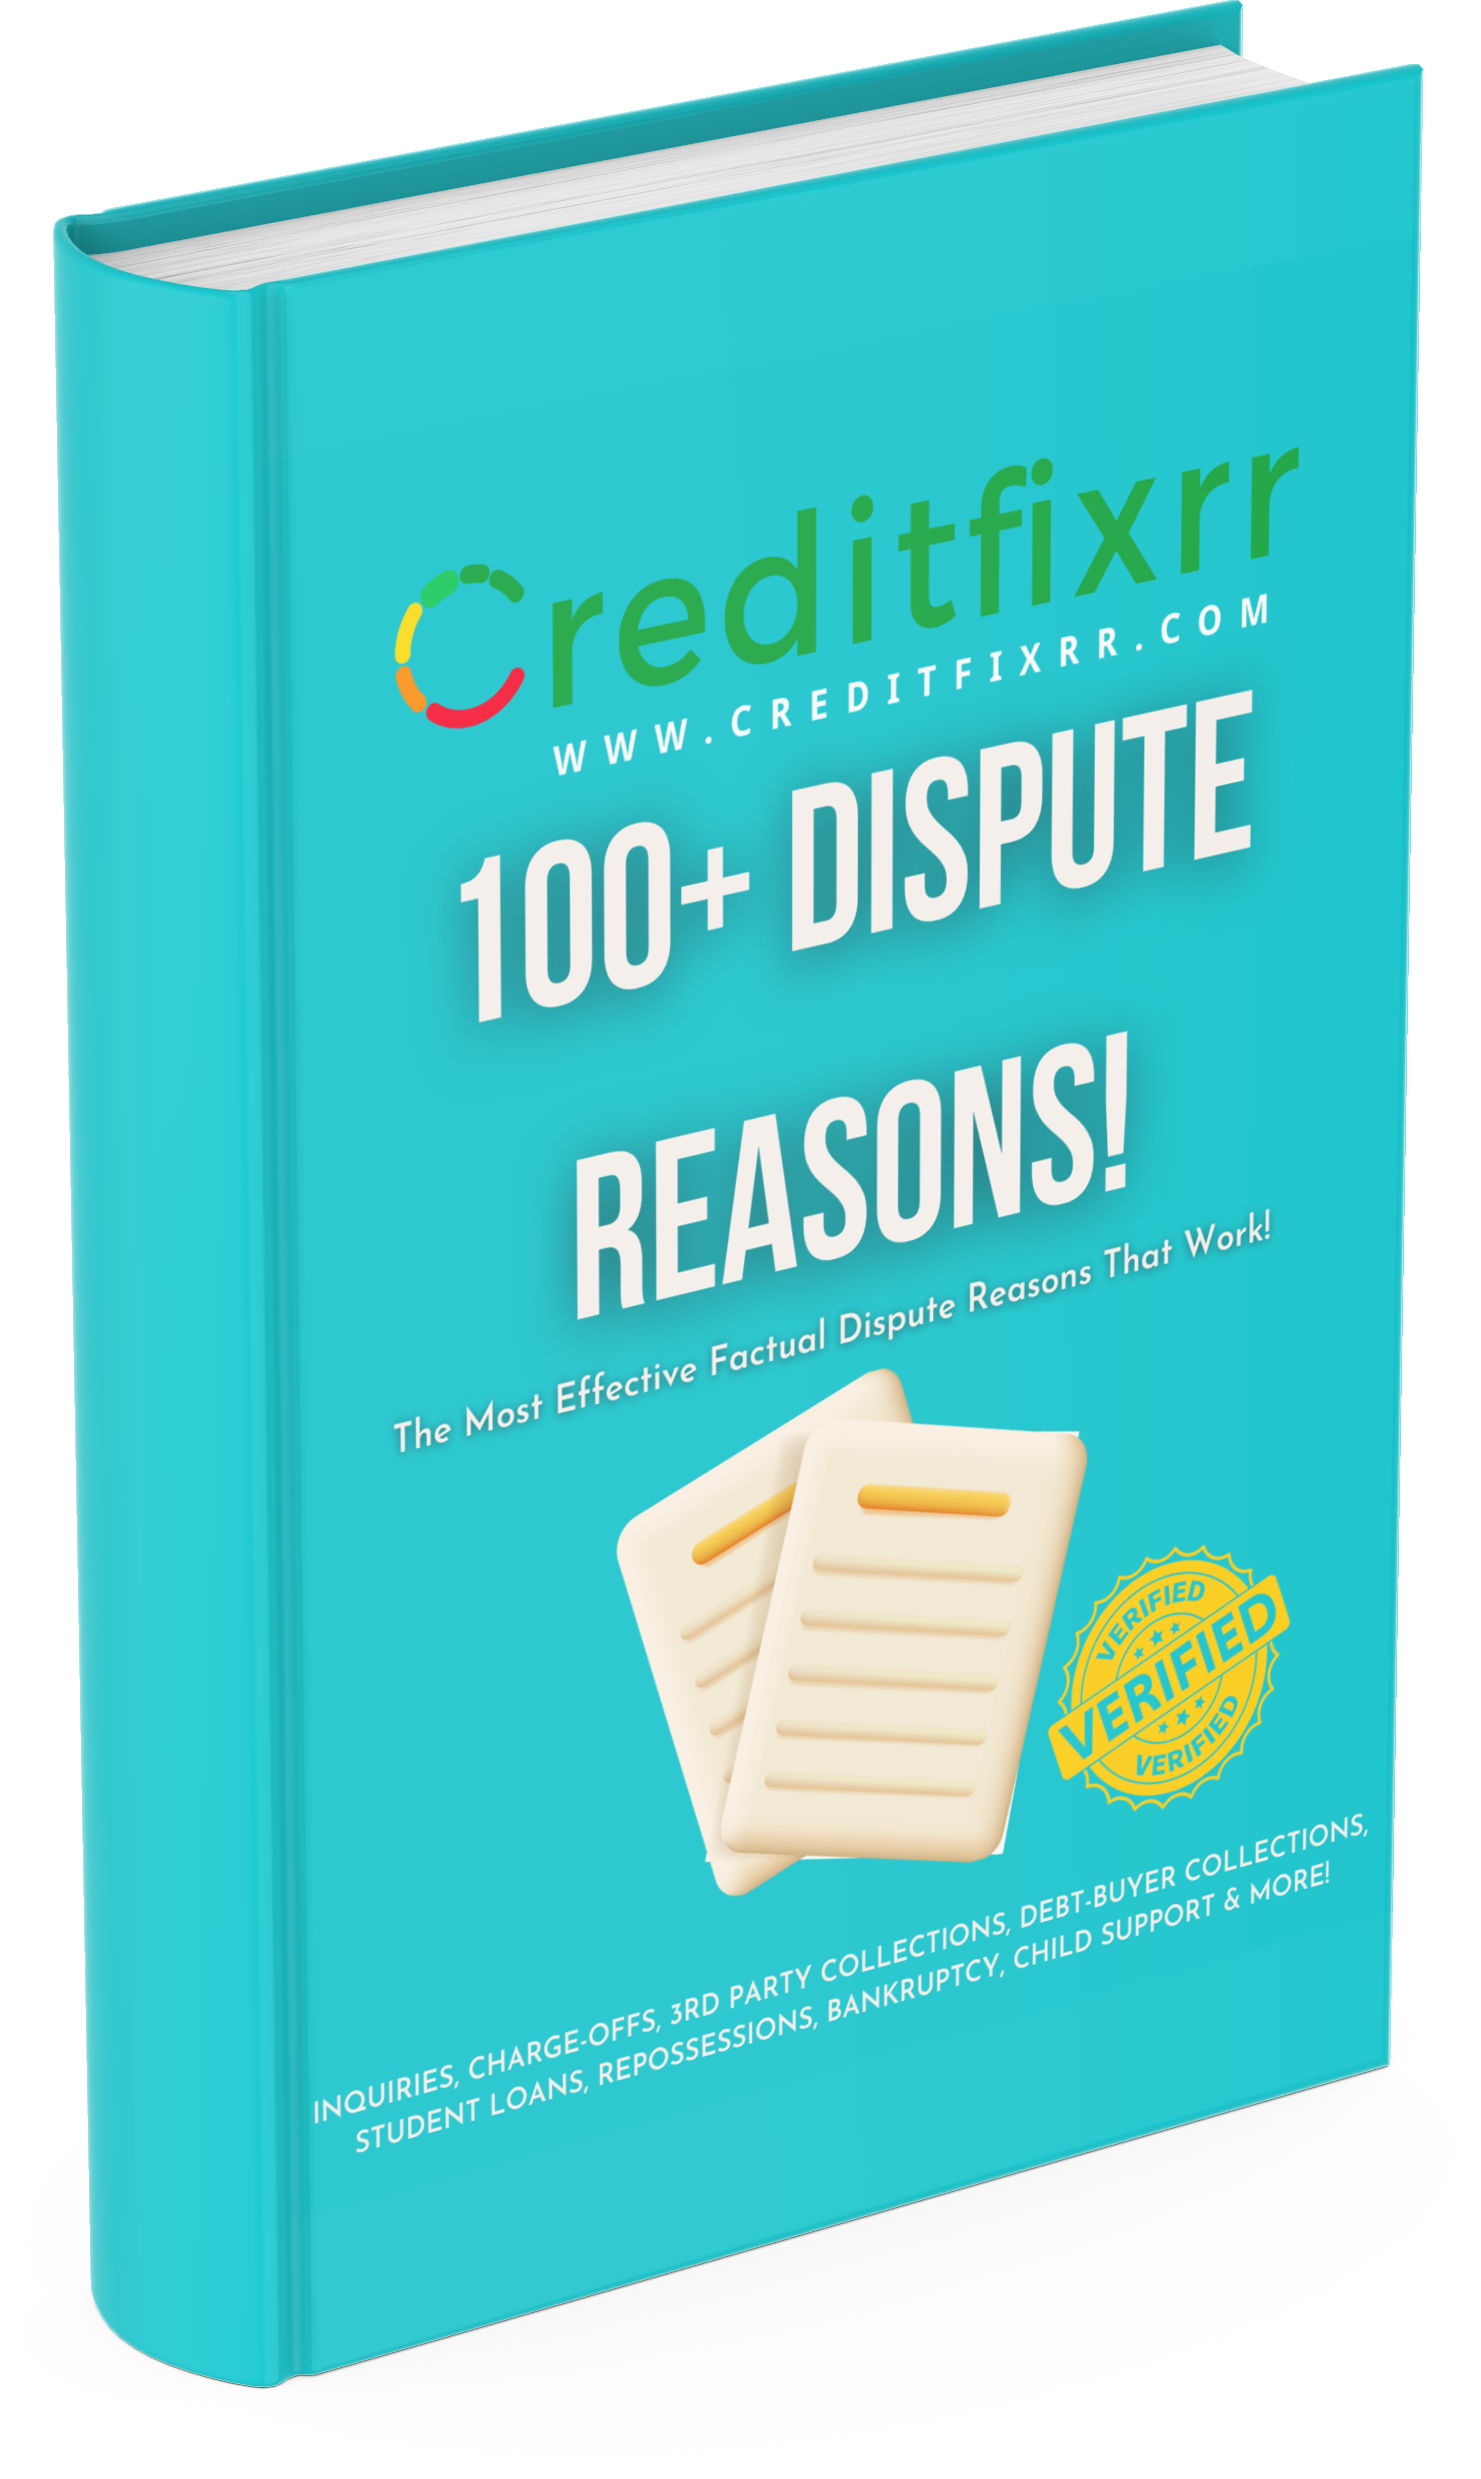 Creditfixrr
WWW.CREDITFIXRR.COM
100+ DISPUTE
REASONS!
The Most Effective Factual Dispute Reasons That Work!
VERIFIED
VERIFIED
VERIFIED
INQUIRIES, CHARGE-OFFS, 3RD PARTY COLLECTIONS, DEBT-BUYER COLLECTIONS,
STUDENT LOANS, REPOSSESSIONS, BANKRUPTCY, CHILD SUPPORT & MORE!